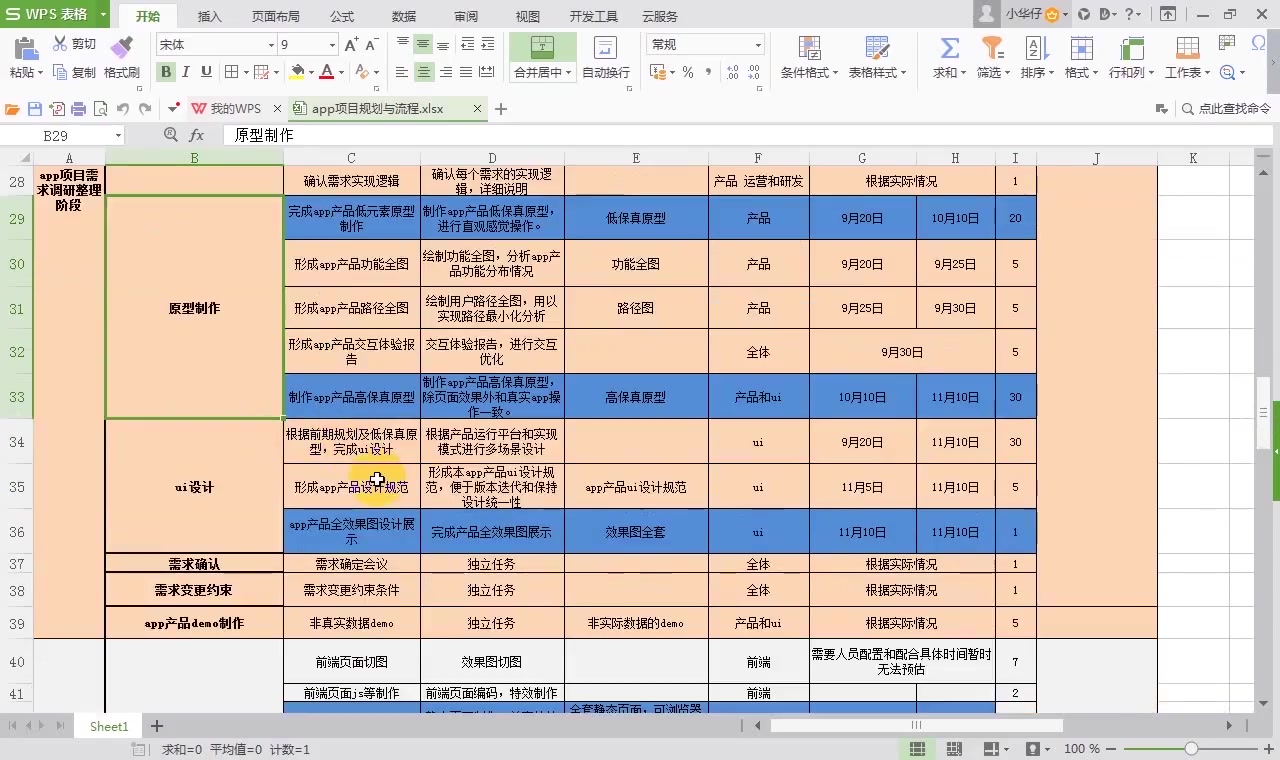 WPS 表格
开始
插入
页面布局
公式
数据
审阅
视图
开发工具
云服务
小华仔
粘贴
剪切
复制
格式刷
宋体
9
B I U
合并居中
自动换行
常规
条件格式
表格样式
求和
筛选
排序
格式
行和列
工作表
我的WPS
app项目规划与流程.xlsx
点此查找命令
B29
fx
原型制作
A B C D E F G H I J K
app项目需
求调研整理
阶段
28
确认需求实现逻辑
确认每个需求的实现逻
辑，详细说明
产品 运营和研发
根据实际情况
1
29
完成app产品低元素原型
制作
制作app产品低保真原型，
进行直观感觉操作。
低保真原型
产品
9月20日
10月10日
20
30
形成app产品功能全图
绘制功能全图，分析app产
品功能分布情况
功能全图
产品
9月20日
9月25日
5
原型制作
31
形成app产品路径全图
绘制用户路径全图，用以
实现路径最小化分析
路径图
产品
9月25日
9月30日
5
32
形成app产品交互体验报
告
交互体验报告，进行交互
优化
全体
9月30日
5
33
制作app产品高保真原型
制作app产品高保真原型，
除页面效果外和真实app操
作一致。
高保真原型
产品和ui
10月10日
11月10日
30
34
根据前期规划及低保真原
型，完成ui设计
根据产品运行平台和实现
模式进行多场景设计
ui
9月20日
11月10日
30
35
ui设计
形成app产品设计规范
形成本app产品ui设计规
范，便于版本迭代和保持
设计统一性
app产品ui设计规范
ui
11月5日
11月10日
5
36
app产品全效果图设计展
示
完成产品全效果图展示
效果图全套
ui
11月10日
11月10日
1
37
需求确认
需求确定会议
独立任务
全体
根据实际情况
1
38
需求变更约束
需求变更约束条件
独立任务
全体
根据实际情况
1
39
app产品demo制作
非真实数据demo
独立任务
非实际数据的demo
产品和ui
根据实际情况
5
40
前端页面切图
效果图切图
前端
需要人员配置和配合具体时间暂时
无法预估
7
41
前端页面js等制作
前端页面编码，特效制作
前端
2
全套静态页面，可浏览器
Sheet1
求和=0 平均值=0 计数=1
100 %